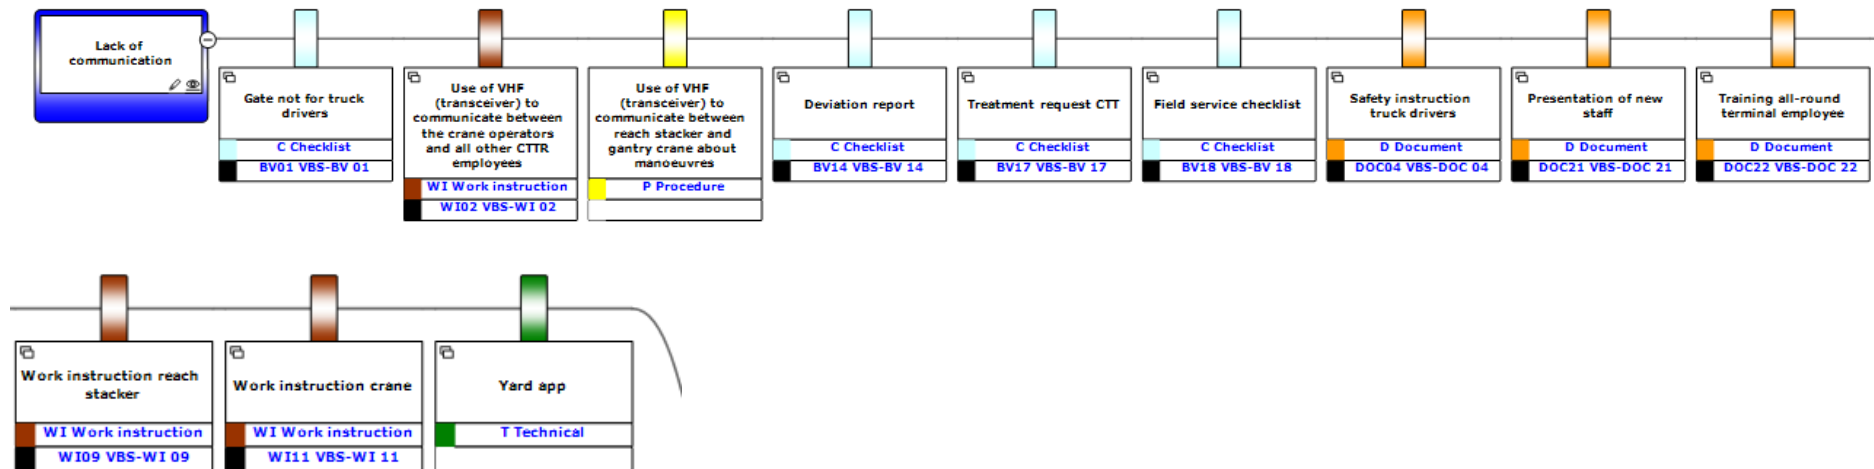 Lack of
communication
Gate not for truck
drivers
C Checklist
BV01 VBS-BV 01
Use of VHF
(transceiver) to
communicate between
the crane operators
and all other CTTR
employees
WI Work instruction
WI02 VBS-WI 02
Use of VHF
(transceiver) to
communicate between
reach stacker and
gantry crane about
manoeuvres
P Procedure
Deviation report
C Checklist
BV14 VBS-BV 14
Treatment request CTT
C Checklist
BV17 VBS-BV 17
Field service checklist
C Checklist
BV18 VBS-BV 18
Safety instruction
truck drivers
D Document
DOC04 VBS-DOC 04
Presentation of new
staff
D Document
DOC21 VBS-DOC 21
Training all-round
terminal employee
D Document
DOC22 VBS-DOC 22
Work instruction reach
stacker
WI Work instruction
WI09 VBS-WI 09
Work instruction crane
WI Work instruction
WI11 VBS-WI 11
Yard app
T Technical